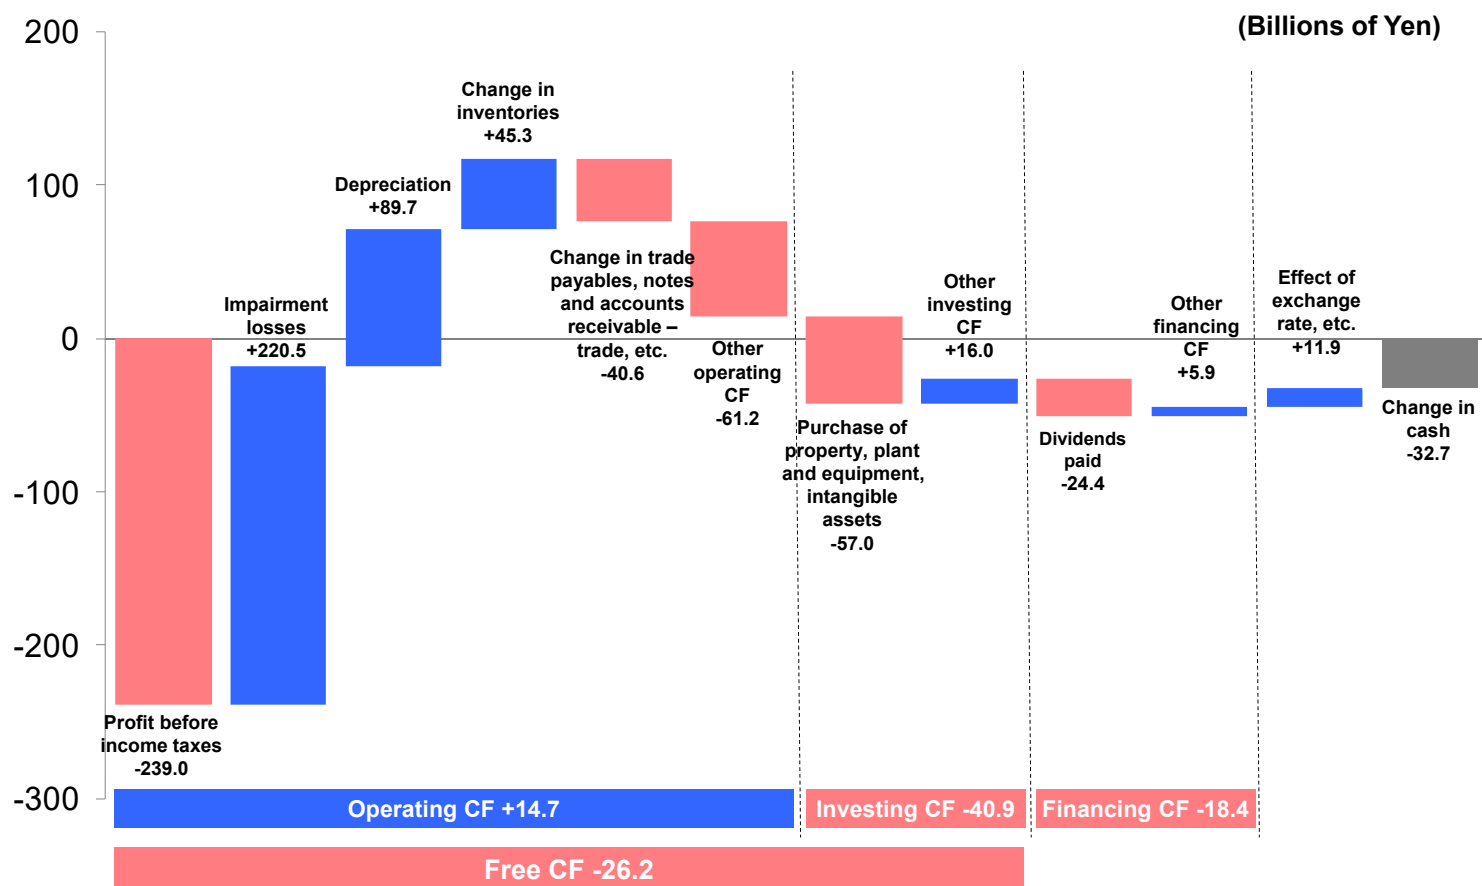 (Billions of Yen)
200
100
0
-100
-200
-300
Profit before
income taxes
-239.0
Impairment
losses
+220.5
Depreciation
+89.7
Change in
inventories
+45.3
Change in trade
payables, notes
and accounts
receivable –
trade, etc.
-40.6
Other
operating
CF
-61.2
Purchase of
property, plant
and equipment,
intangible
assets
-57.0
Other
investing
CF
+16.0
Dividends
paid
-24.4
Other
financing
CF
+5.9
Effect of
exchange
rate, etc.
+11.9
Change in
cash
-32.7
Operating CF +14.7
Investing CF -40.9
Financing CF -18.4
Free CF -26.2